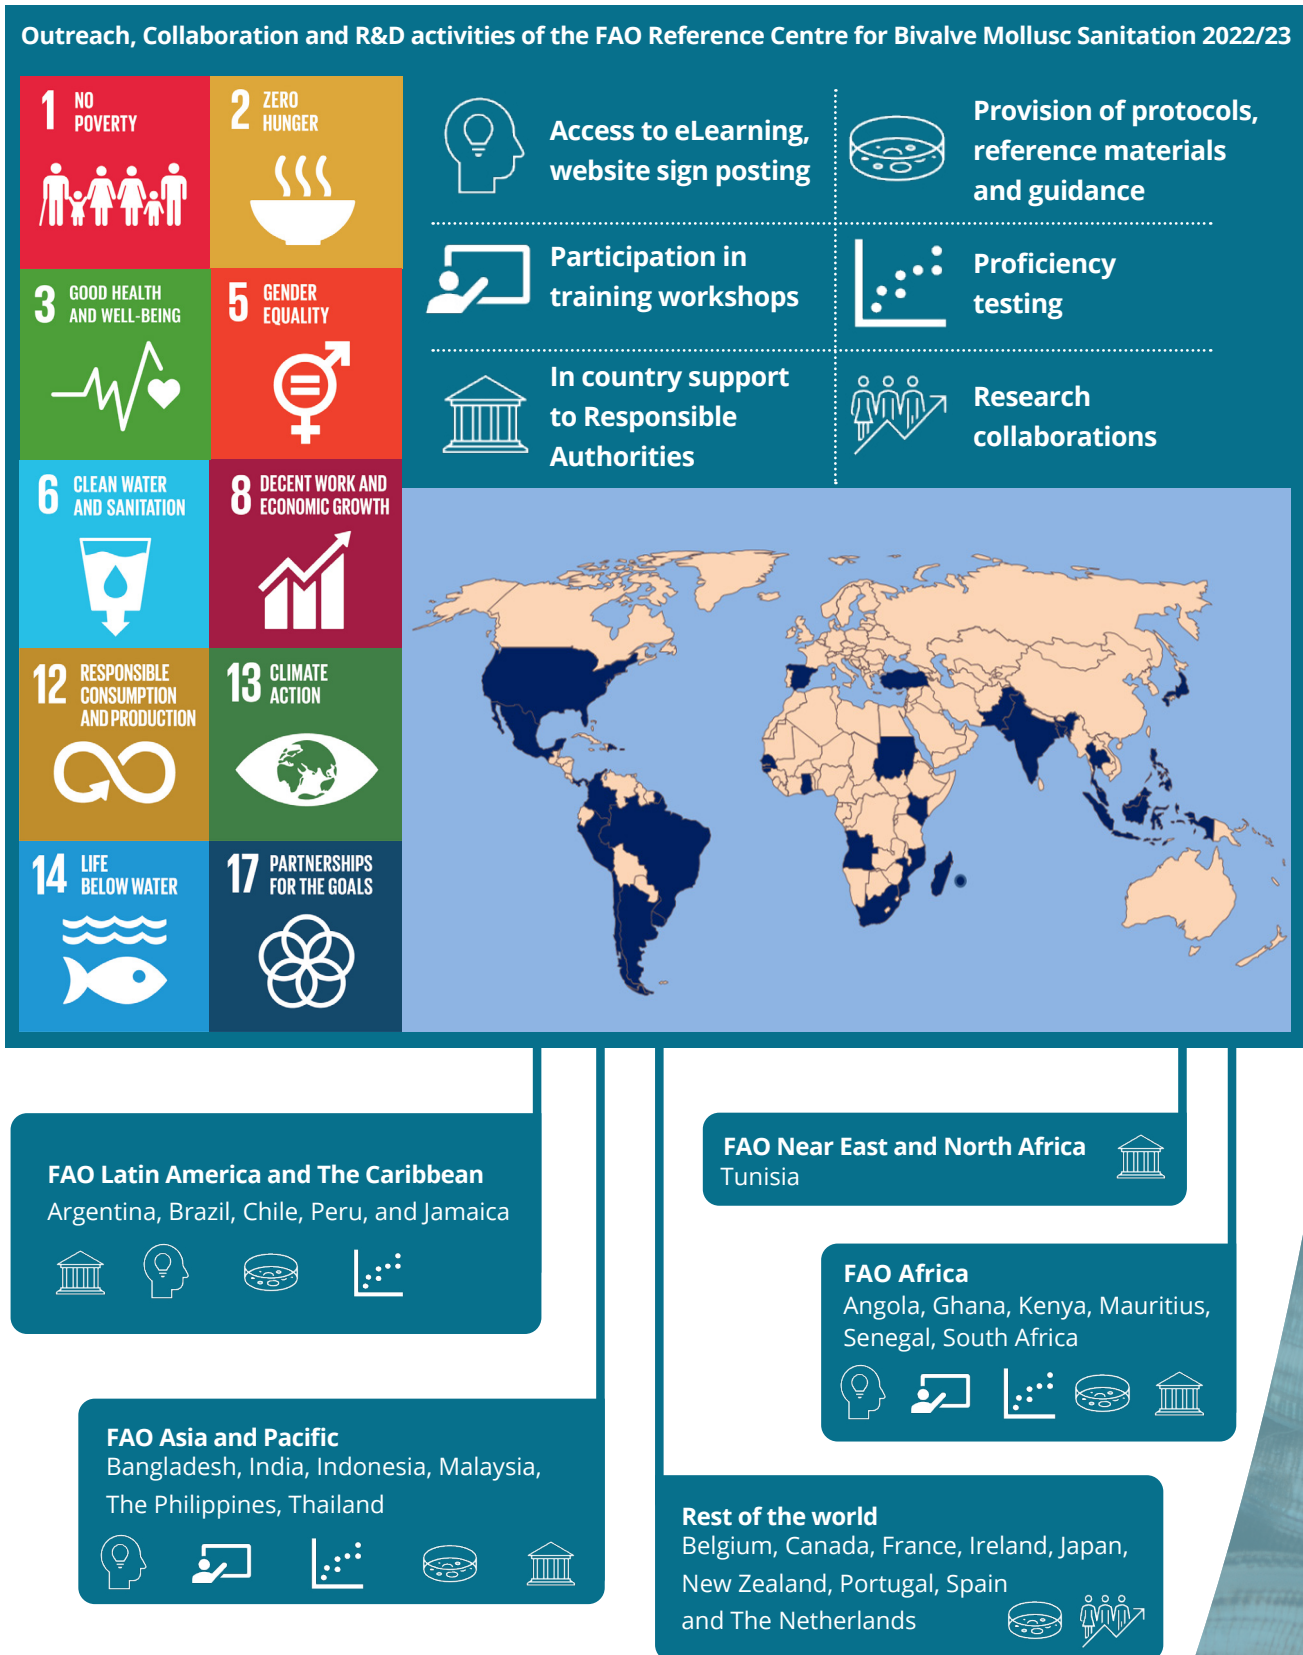 Outreach, Collaboration and R&D activities of the FAO Reference Centre for Bivalve Mollusc Sanitation 2022/23
1 NO
POVERTY
2 ZERO
HUNGER
3 GOOD HEALTH
AND WELL-BEING
5 GENDER
EQUALITY
6 CLEAN WATER
AND SANITATION
8 DECENT WORK AND
ECONOMIC GROWTH
12 RESPONSIBLE
CONSUMPTION
AND PRODUCTION
13 CLIMATE
ACTION
14 LIFE
BELOW WATER
17 PARTNERSHIPS
FOR THE GOALS
Access to eLearning,
website sign posting
Provision of protocols,
reference materials
and guidance
Participation in
training workshops
Proficiency
testing
In country support
to Responsible
Authorities
Research
collaborations
FAO Latin America and The Caribbean
Argentina, Brazil, Chile, Peru, and Jamaica
FAO Near East and North Africa
Tunisia
FAO Africa
Angola, Ghana, Kenya, Mauritius,
Senegal, South Africa
FAO Asia and Pacific
Bangladesh, India, Indonesia, Malaysia,
The Philippines, Thailand
Rest of the world
Belgium, Canada, France, Ireland, Japan,
New Zealand, Portugal, Spain
and The Netherlands